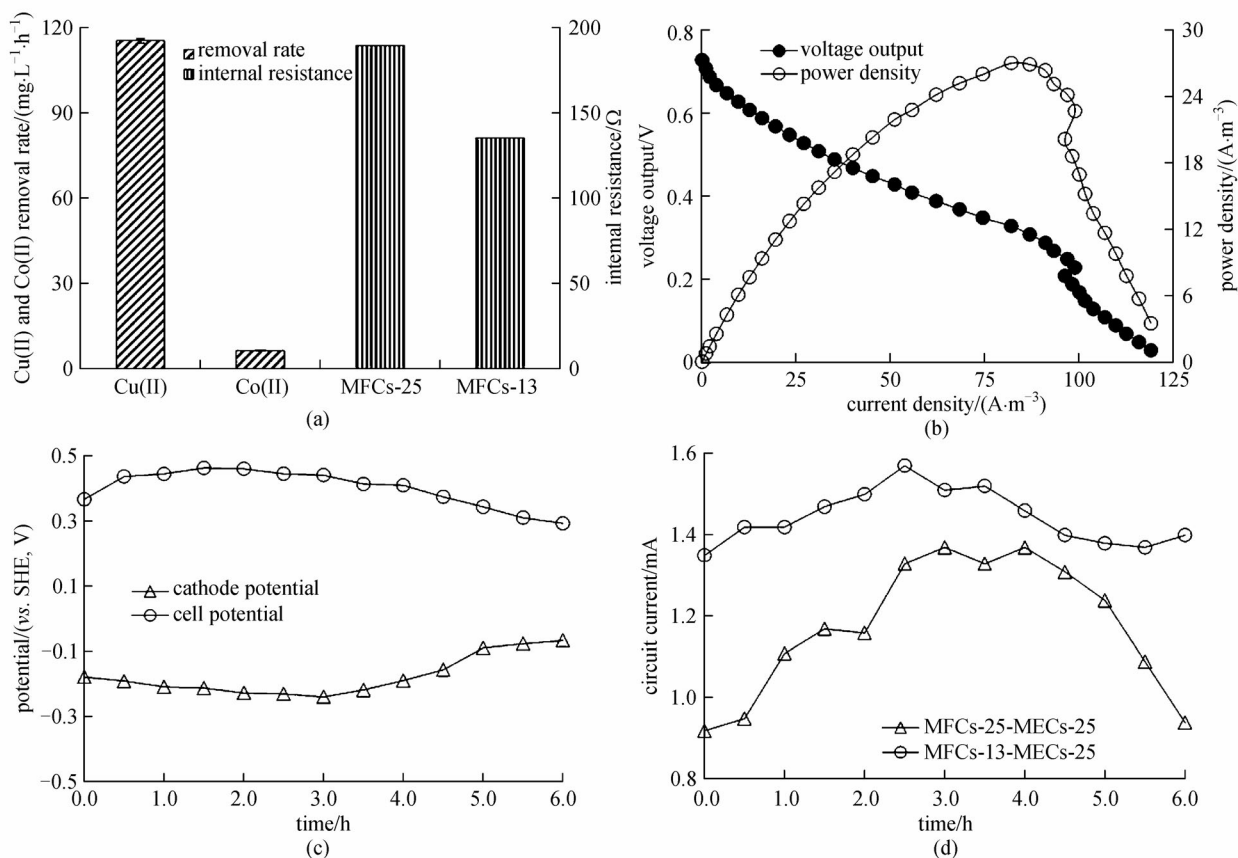 Cu(II) and Co(II) removal rate/(mg·L⁻¹·h⁻¹)
120
90
60
30
0
removal rate
internal resistance
200
150
100
50
0
internal resistance/Ω
Cu(II)
Co(II)
MFCs-25
MFCs-13
(a)
voltage output/V
0.8
0.6
0.4
0.2
0
voltage output
power density
30
24
18
12
6
0
power density/(A·m⁻³)
0
25
50
75
100
125
current density/(A·m⁻³)
(b)
potential/(vs. SHE, V)
0.5
0.3
0.1
−0.1
−0.3
−0.5
cathode potential
cell potential
0.0
1.0
2.0
3.0
4.0
5.0
6.0
time/h
(c)
circuit current/mA
1.6
1.4
1.2
1.0
0.8
MFCs-25-MECs-25
MFCs-13-MECs-25
0.0
1.0
2.0
3.0
4.0
5.0
6.0
time/h
(d)